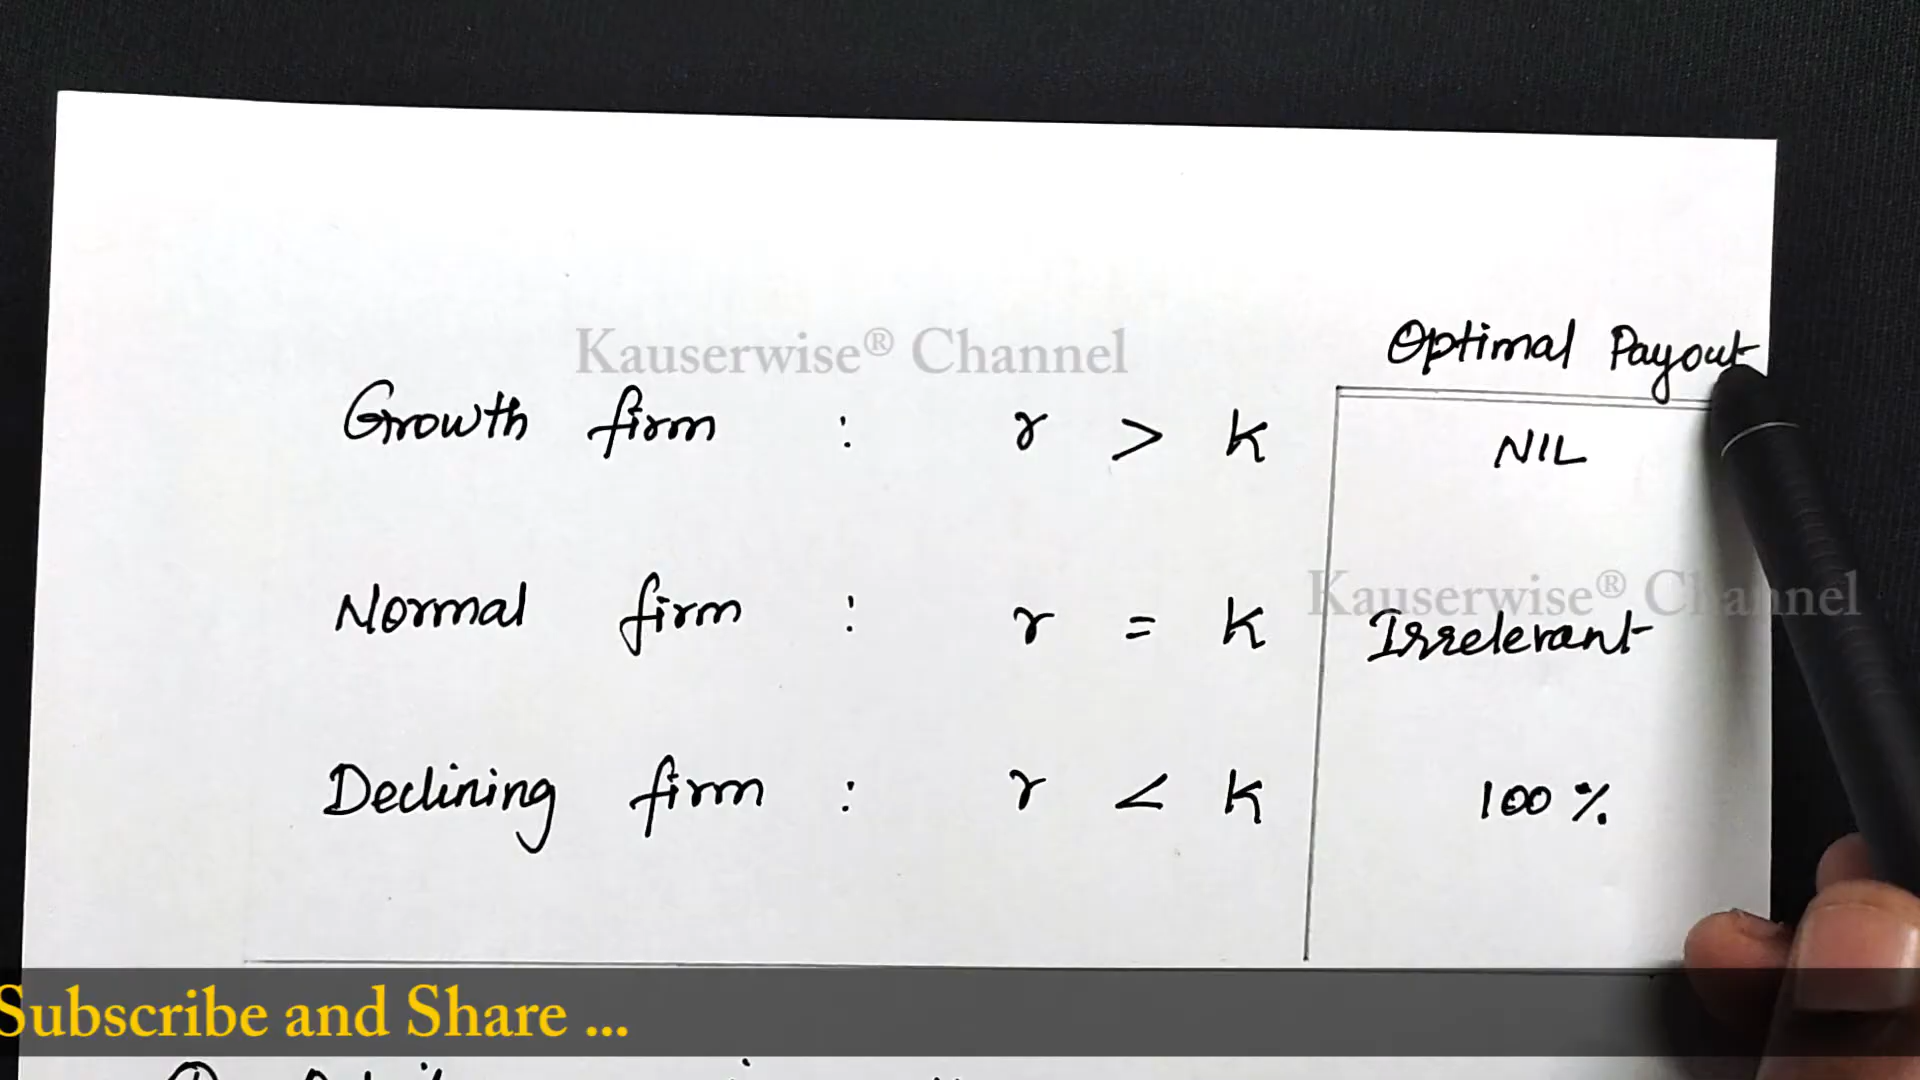 Kauserwise® Channel
Optimal Payout
Growth firm : r > K NIL
Kauserwise® Channel
Normal firm : r = K Irrelevant
Declining firm : r < K 100 %
Subscribe and Share ...